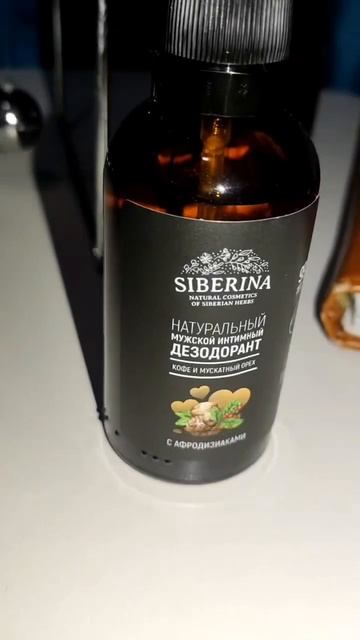 SIBERINA
NATURAL COSMETICS
OF SIBERIAN HERBS
НАТУРАЛЬНЫЙ
МУЖСКОЙ ИНТИМНЫЙ
ДЕЗОДОРАНТ
КОФЕ И МУСКАТНЫЙ ОРЕХ
С АФРОДИЗИАКАМИ